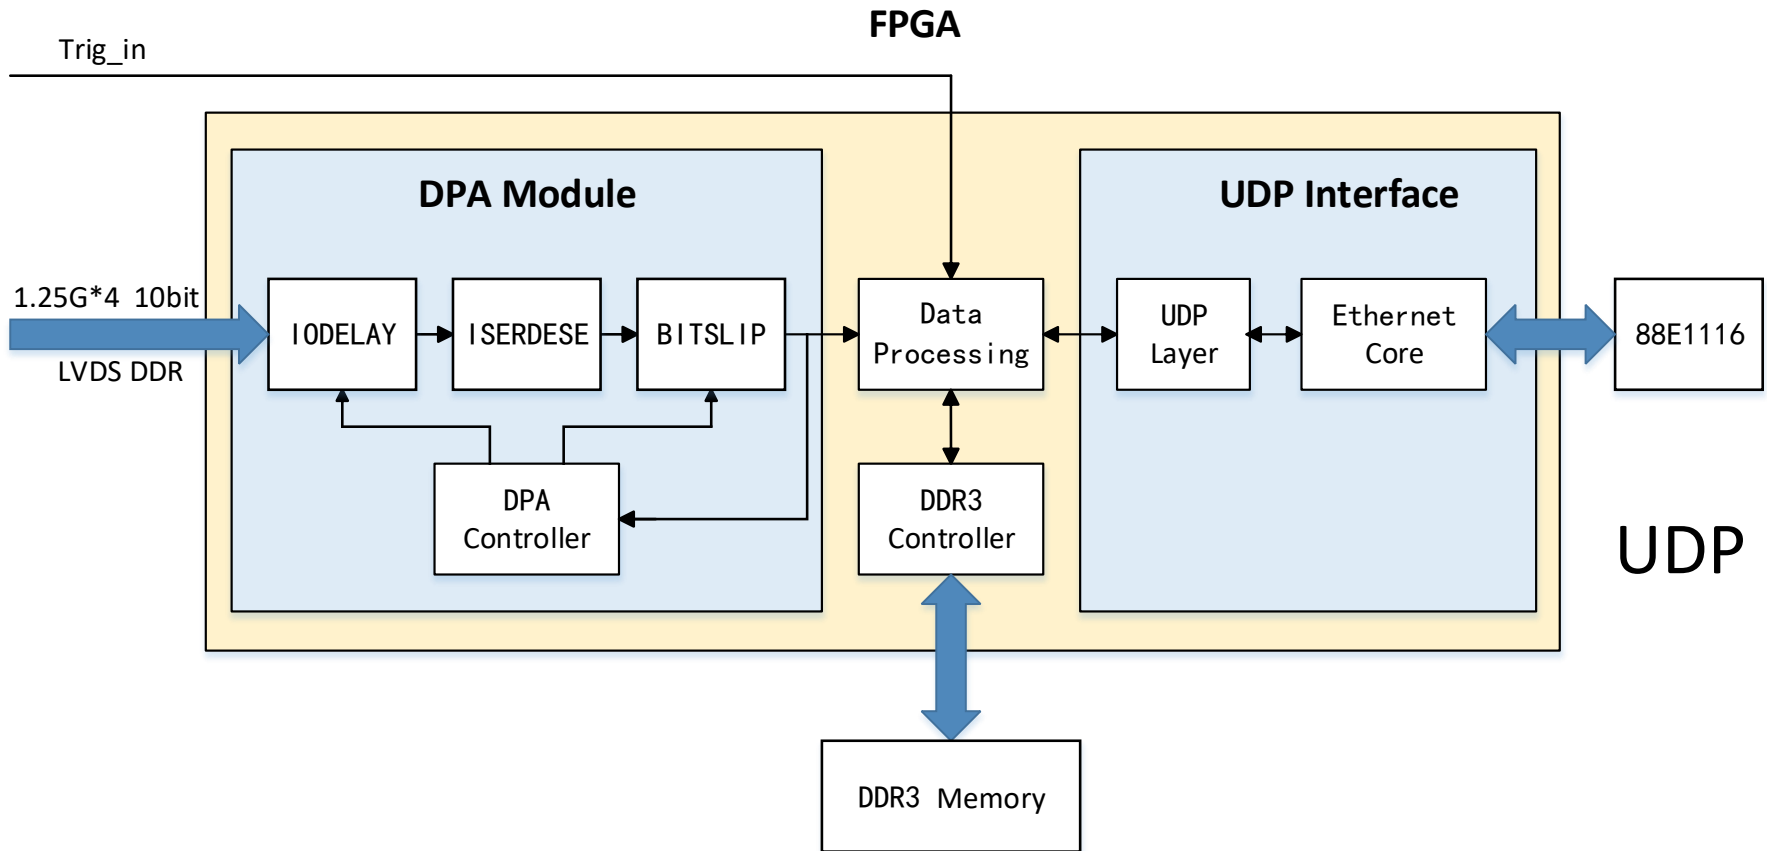 FPGA
Trig_in
DPA Module
UDP Interface
1.25G*4 10bit
LVDS DDR
IODELAY
ISERDESE
BITSLIP
Data
Processing
UDP
Layer
Ethernet
Core
88E1116
DPA
Controller
DDR3
Controller
UDP
DDR3 Memory